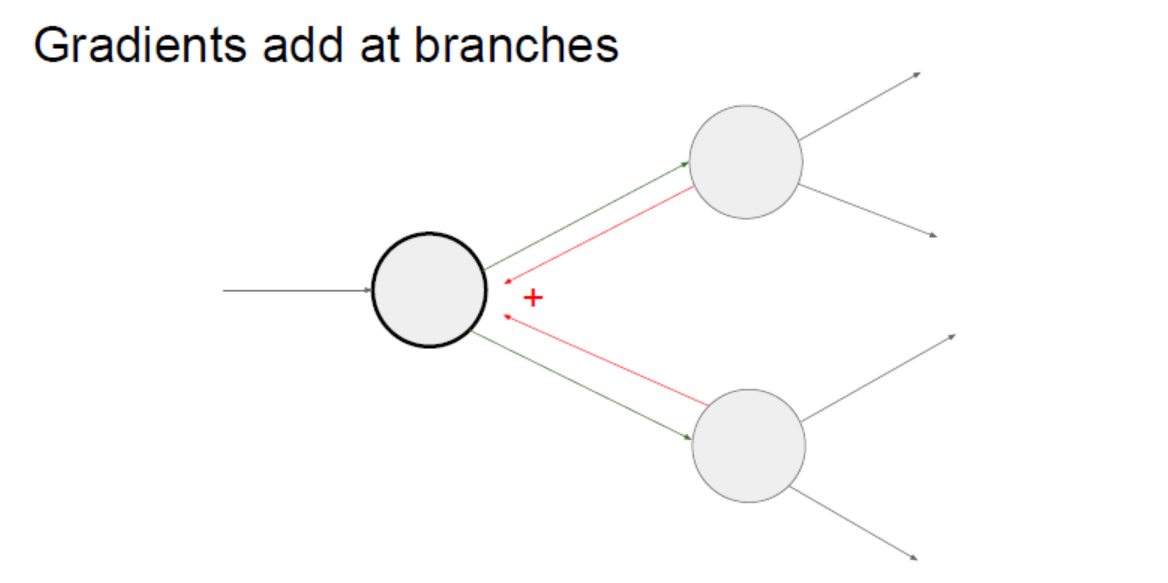 Gradients add at branches
+